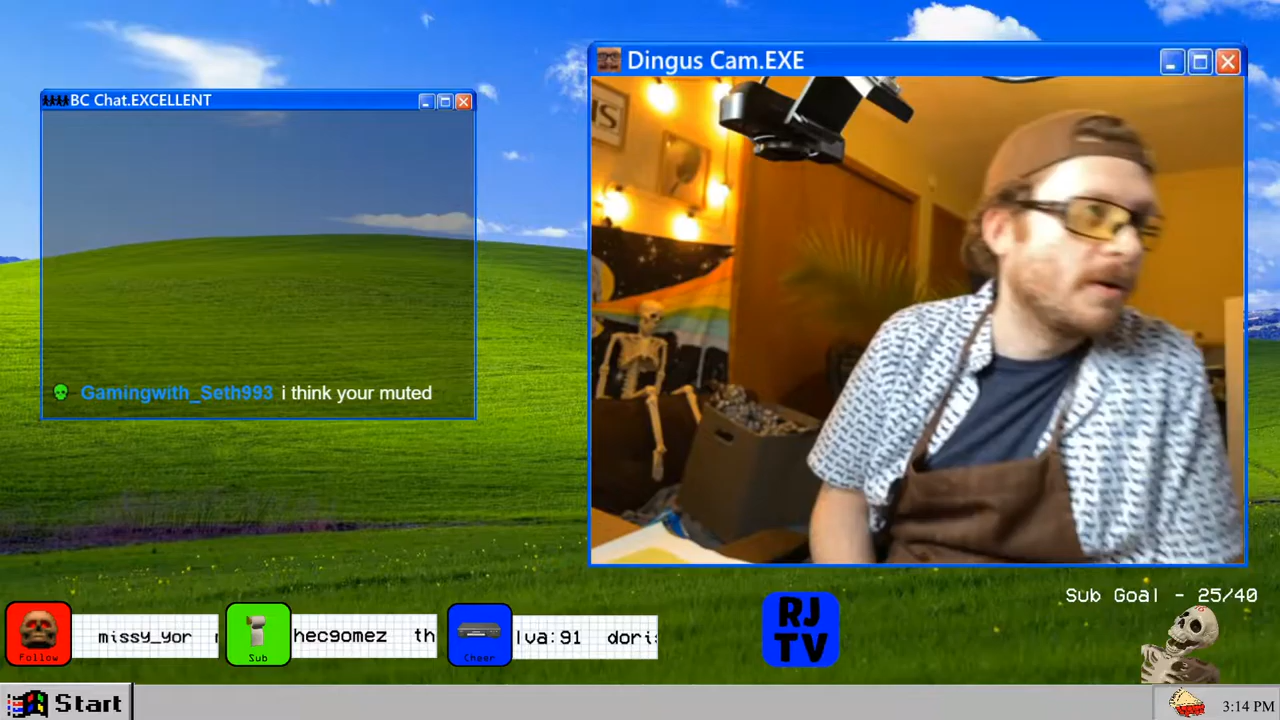 Dingus Cam.EXE
BC Chat.EXCELLENT
Gamingwith_Seth993 i think your muted
Sub Goal - 25/40
missy_yor
hec9omez th
lva:91 doris
Follow
Sub
Cheer
RJ
TV
Start
3:14 PM